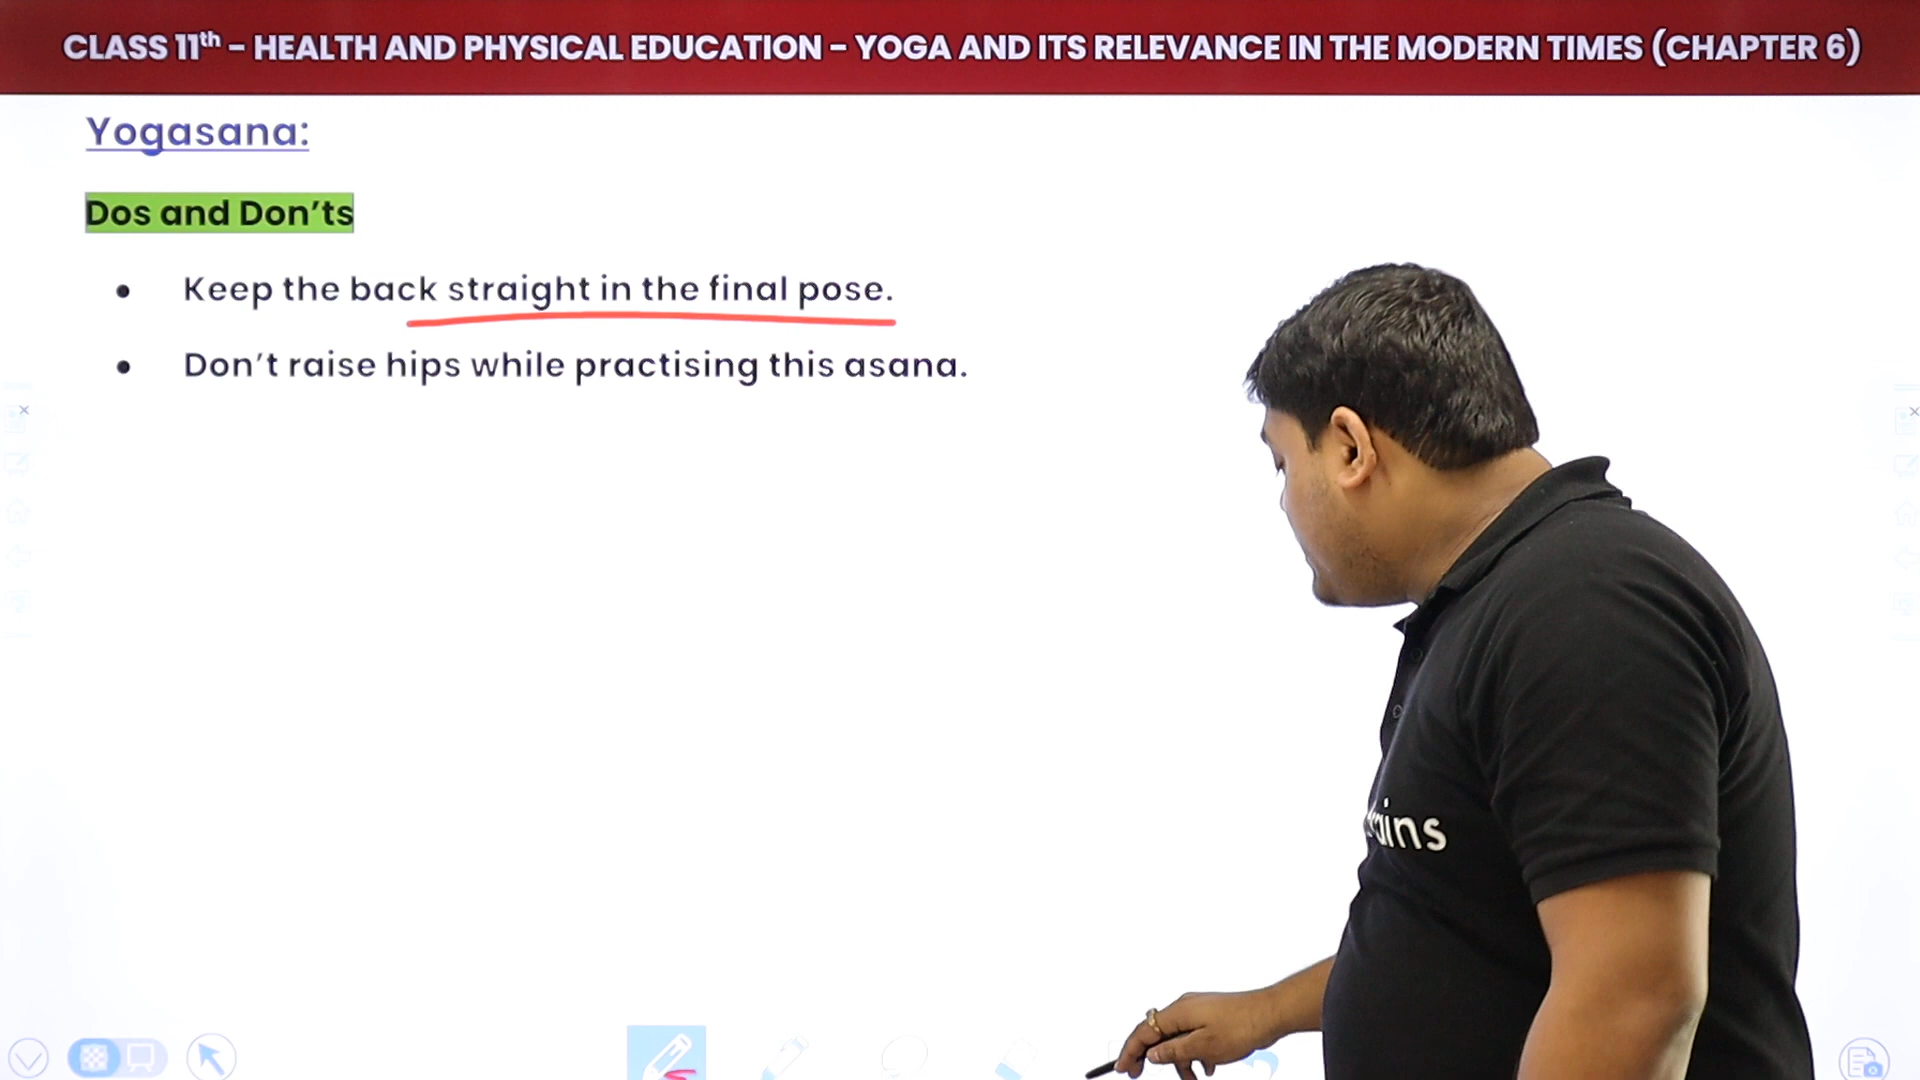 CLASS 11th – HEALTH AND PHYSICAL EDUCATION – YOGA AND ITS RELEVANCE IN THE MODERN TIMES (CHAPTER 6)
Yogasana:
Dos and Don’ts
• Keep the back straight in the final pose.
• Don’t raise hips while practising this asana.